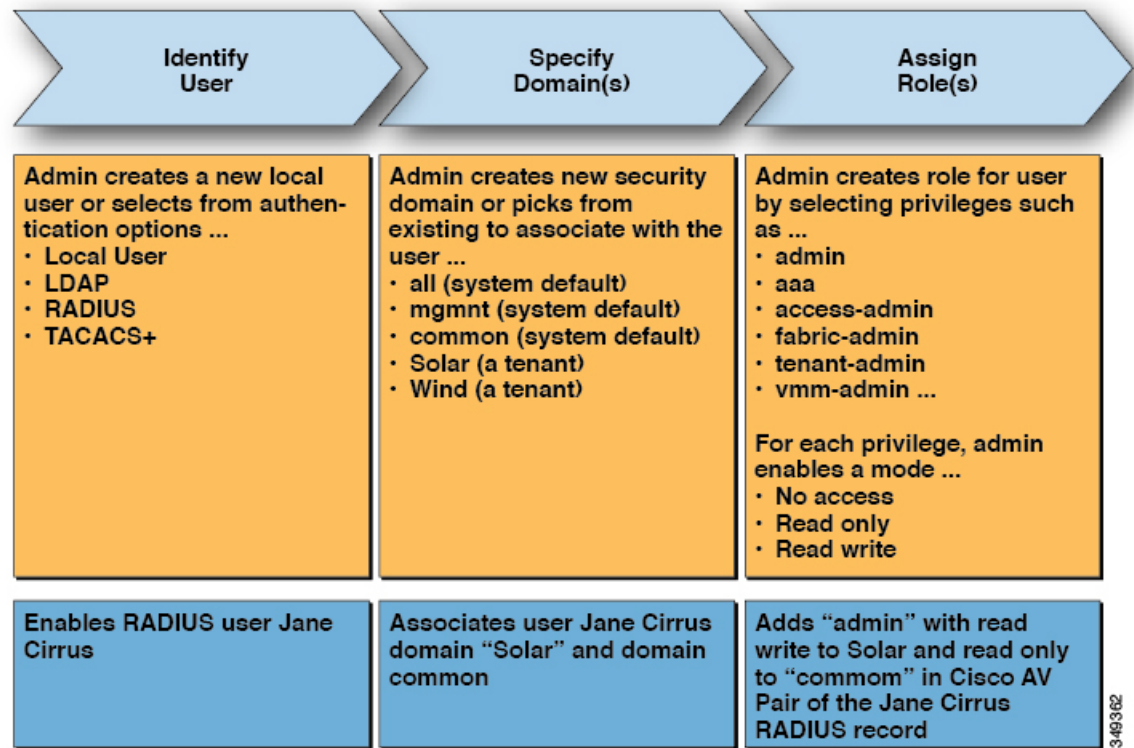 Identify
User
Specify
Domain(s)
Assign
Role(s)
Admin creates a new local
user or selects from authen-
tication options ...
• Local User
• LDAP
• RADIUS
• TACACS+
Admin creates new security
domain or picks from
existing to associate with the
user ...
• all (system default)
• mgmnt (system default)
• common (system default)
• Solar (a tenant)
• Wind (a tenant)
Admin creates role for user
by selecting privileges such
as ...
• admin
• aaa
• access-admin
• fabric-admin
• tenant-admin
• vmm-admin ...
For each privilege, admin
enables a mode ...
• No access
• Read only
• Read write
Enables RADIUS user Jane
Cirrus
Associates user Jane Cirrus
domain “Solar” and domain
common
Adds “admin” with read
write to Solar and read only
to “commom” in Cisco AV
Pair of the Jane Cirrus
RADIUS record
349362